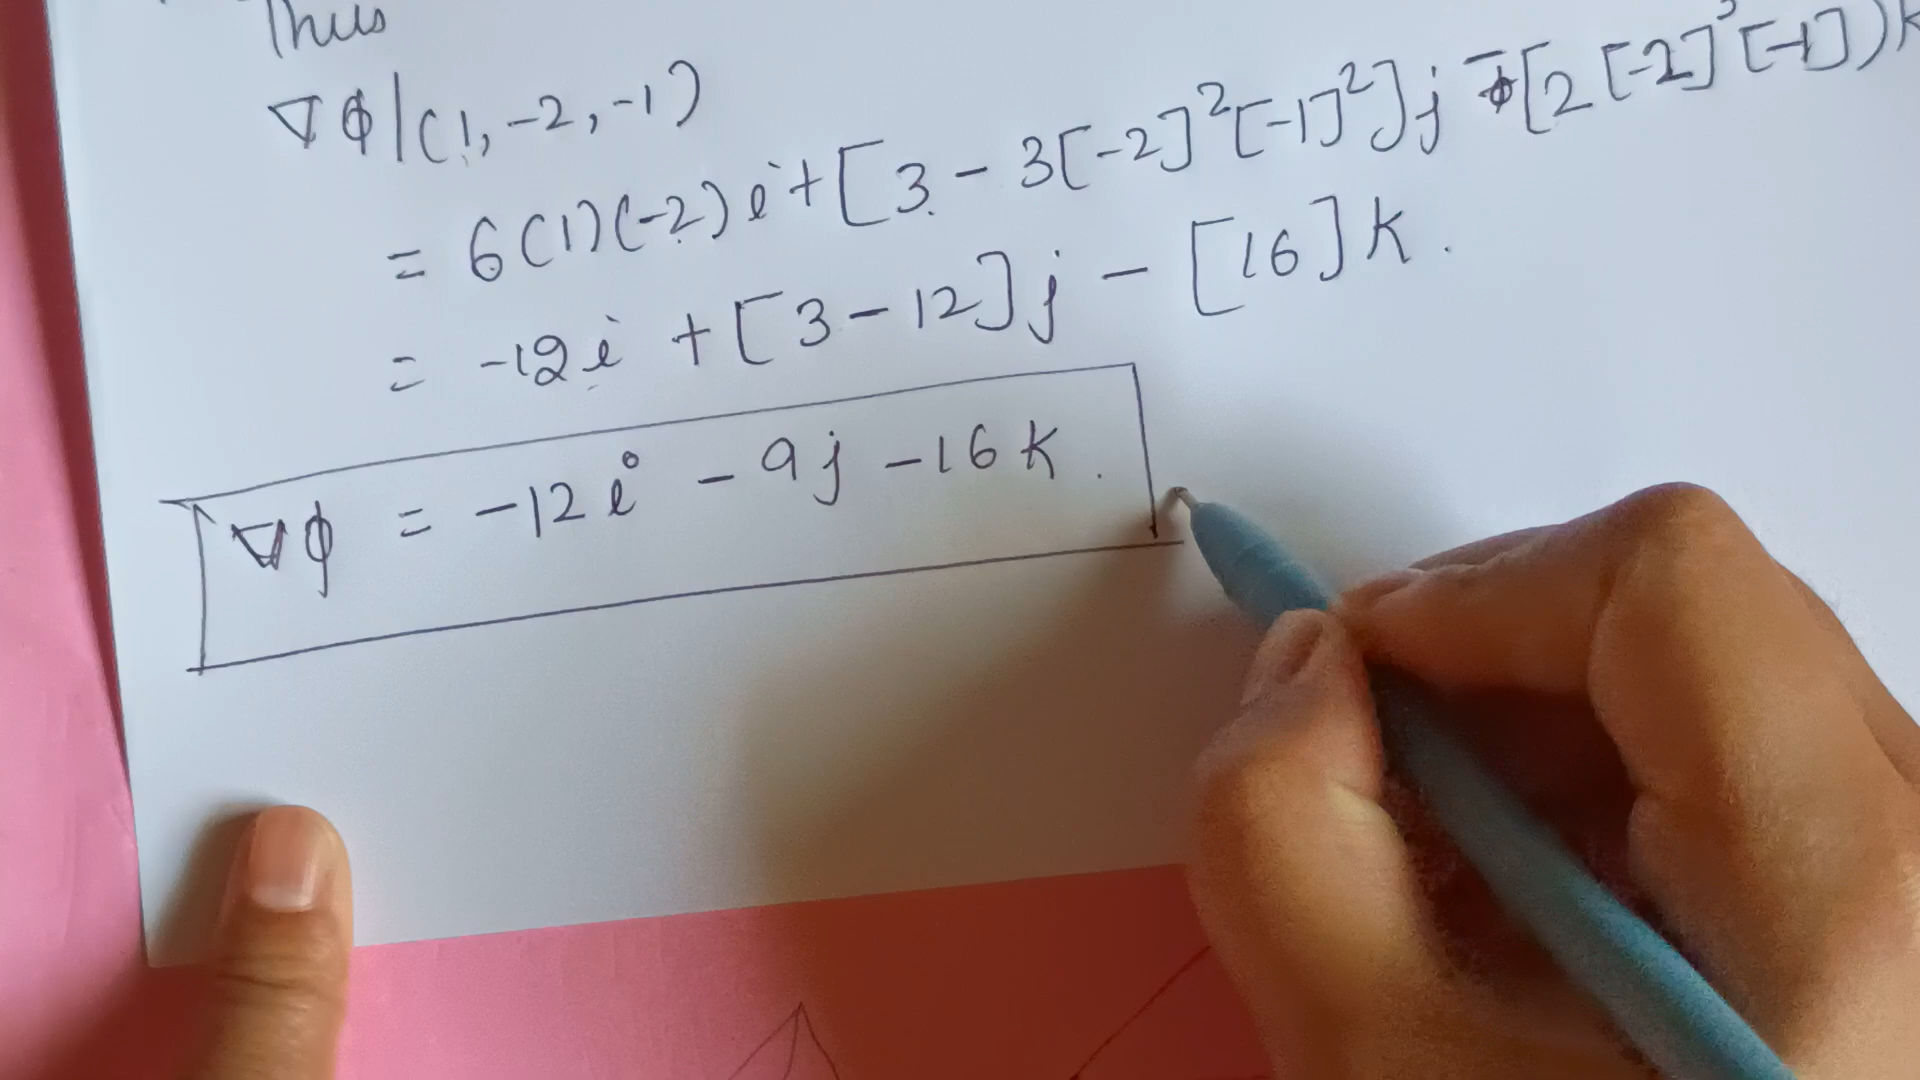 Thus
∇ϕ|(1,-2,-1)
= 6(1)(-2)i+[3-3[-2]²[-1]²]j -[2[-2]³[-1])k
= -12i +[3-12]j - [16]k.
∇ϕ = -12i -9j -16k.